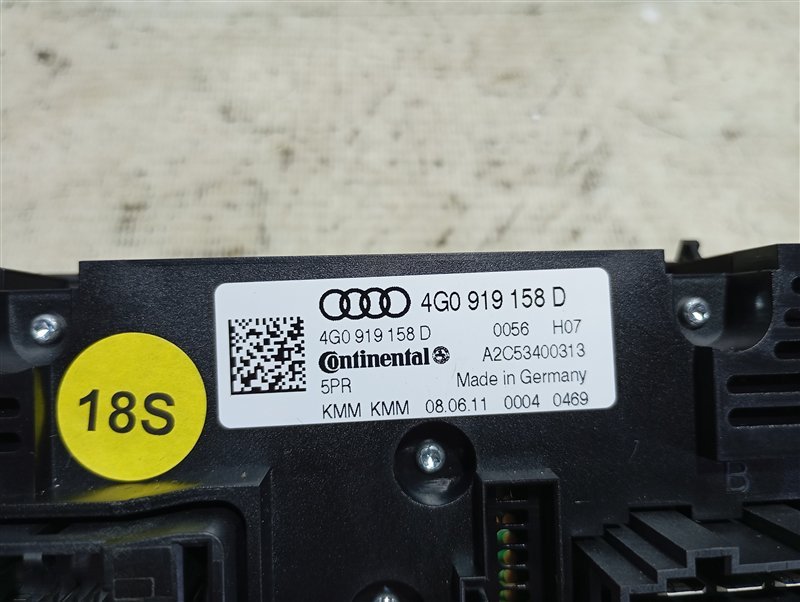 4G0 919 158 D
4G0 919 158 D 0056 H07
Continental A2C53400313
5PR Made in Germany
KMM KMM 08.06.11 0004 0469
18S
B